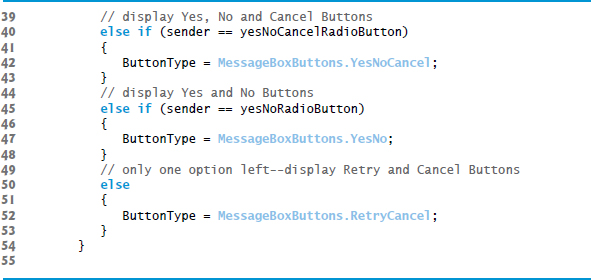 39 // display Yes, No and Cancel Buttons
40 else if (sender == yesNoCancelRadioButton)
41 {
42 ButtonType = MessageBoxButtons.YesNoCancel;
43 }
44 // display Yes and No Buttons
45 else if (sender == yesNoRadioButton)
46 {
47 ButtonType = MessageBoxButtons.YesNo;
48 }
49 // only one option left--display Retry and Cancel Buttons
50 else
51 {
52 ButtonType = MessageBoxButtons.RetryCancel;
53 }
54 }
55